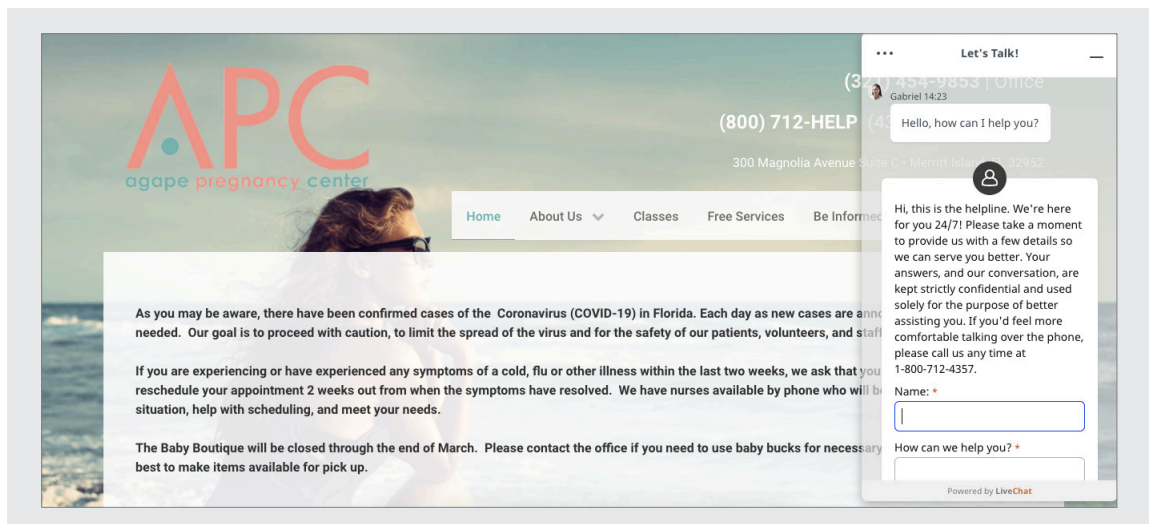 APC
agape pregnancy center
(321) 454-9853 | Office
(800) 712-HELP
300 Magnolia Avenue Suite C • Merritt Island, 32952
Home About Us Classes Free Services Be Informed
As you may be aware, there have been confirmed cases of the Coronavirus (COVID-19) in Florida. Each day as new cases are
needed. Our goal is to proceed with caution, to limit the spread of the virus and for the safety of our patients, volunteers, and staff
If you are experiencing or have experienced any symptoms of a cold, flu or other illness within the last two weeks, we ask that you
reschedule your appointment 2 weeks out from when the symptoms have resolved. We have nurses available by phone who will
situation, help with scheduling, and meet your needs.
The Baby Boutique will be closed through the end of March. Please contact the office if you need to use baby bucks for necessary
best to make items available for pick up.
Let's Talk!
Gabriel 14:23
Hello, how can I help you?
Hi, this is the helpline. We're here
for you 24/7! Please take a moment
to provide us with a few details so
we can serve you better. Your
answers, and our conversation, are
kept strictly confidential and used
solely for the purpose of better
assisting you. If you'd feel more
comfortable talking over the phone,
please call us any time at
1-800-712-4357.
Name: *
How can we help you? *
Powered by LiveChat